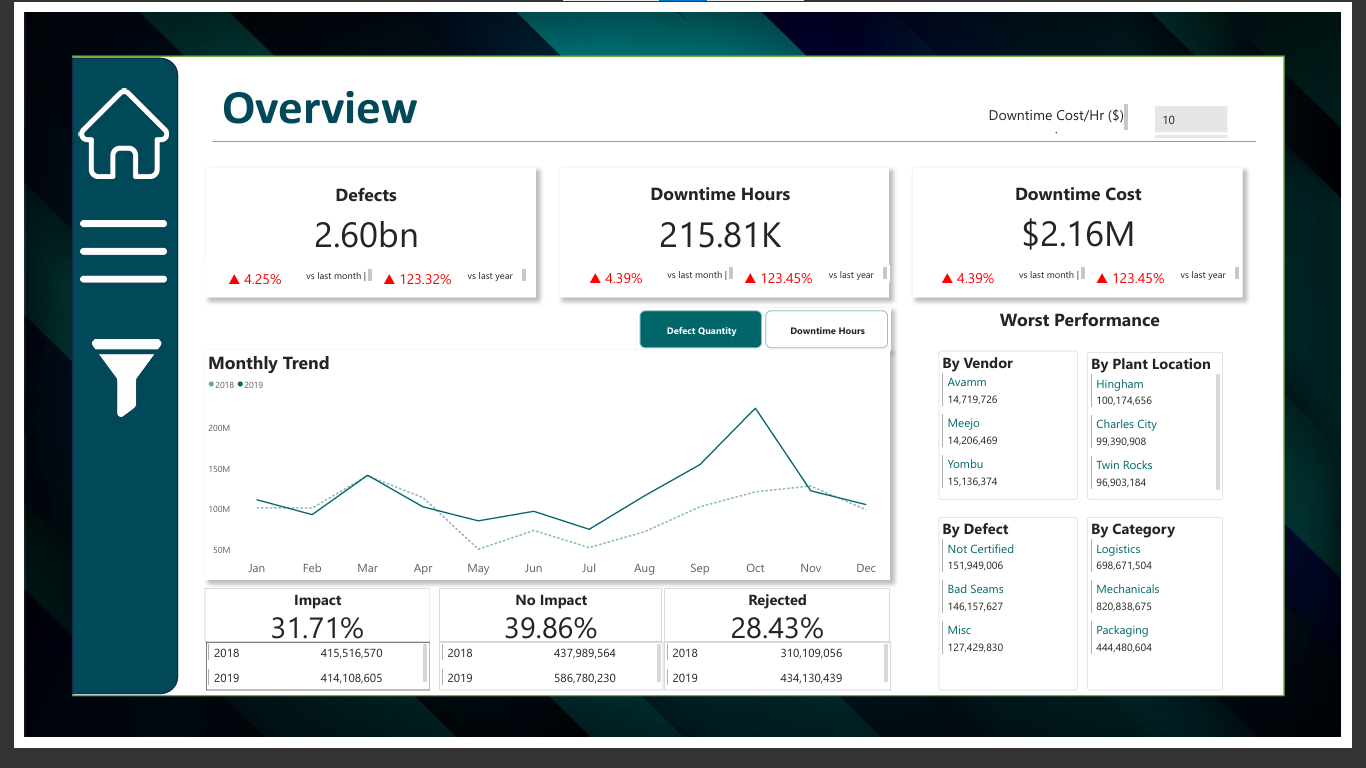 Overview
Downtime Cost/Hr ($)
10
Defects
2.60bn
▲ 4.25% vs last month | ▲ 123.32% vs last year
Downtime Hours
215.81K
▲ 4.39% vs last month | ▲ 123.45% vs last year
Downtime Cost
$2.16M
▲ 4.39% vs last month | ▲ 123.45% vs last year
Defect Quantity
Downtime Hours
Monthly Trend
2018 2019
200M
150M
100M
50M
Jan Feb Mar Apr May Jun Jul Aug Sep Oct Nov Dec
Impact
31.71%
2018 415,516,570
2019 414,108,605
No Impact
39.86%
2018 437,989,564
2019 586,780,230
Rejected
28.43%
2018 310,109,056
2019 434,130,439
Worst Performance
By Vendor
Avamm
14,719,726
Meejo
14,206,469
Yombu
15,136,374
By Plant Location
Hingham
100,174,656
Charles City
99,390,908
Twin Rocks
96,903,184
By Defect
Not Certified
151,949,006
Bad Seams
146,157,627
Misc
127,429,830
By Category
Logistics
698,671,504
Mechanicals
820,838,675
Packaging
444,480,604